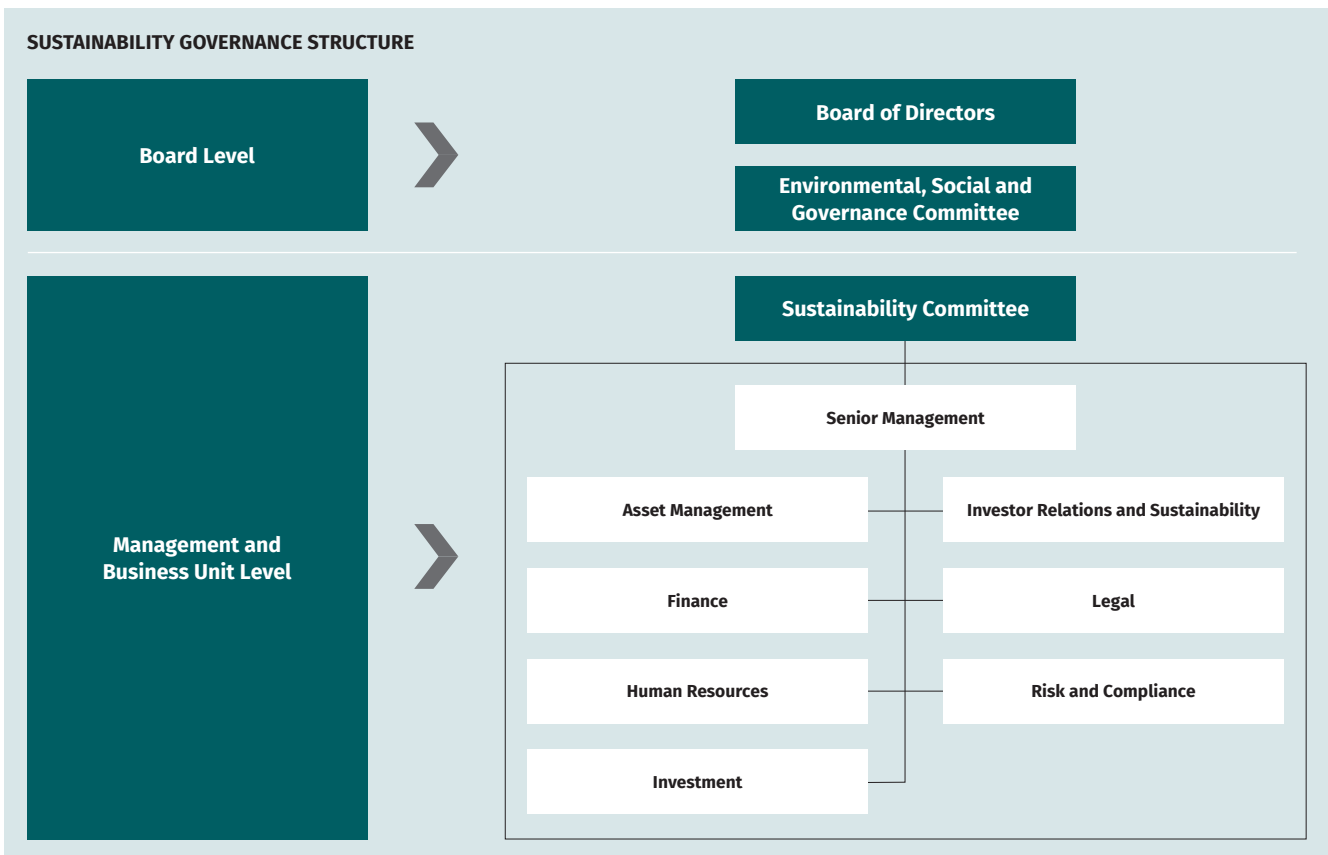 SUSTAINABILITY GOVERNANCE STRUCTURE
Board Level
Board of Directors
Environmental, Social and
Governance Committee
Management and
Business Unit Level
Sustainability Committee
Senior Management
Asset Management
Investor Relations and Sustainability
Finance
Legal
Human Resources
Risk and Compliance
Investment